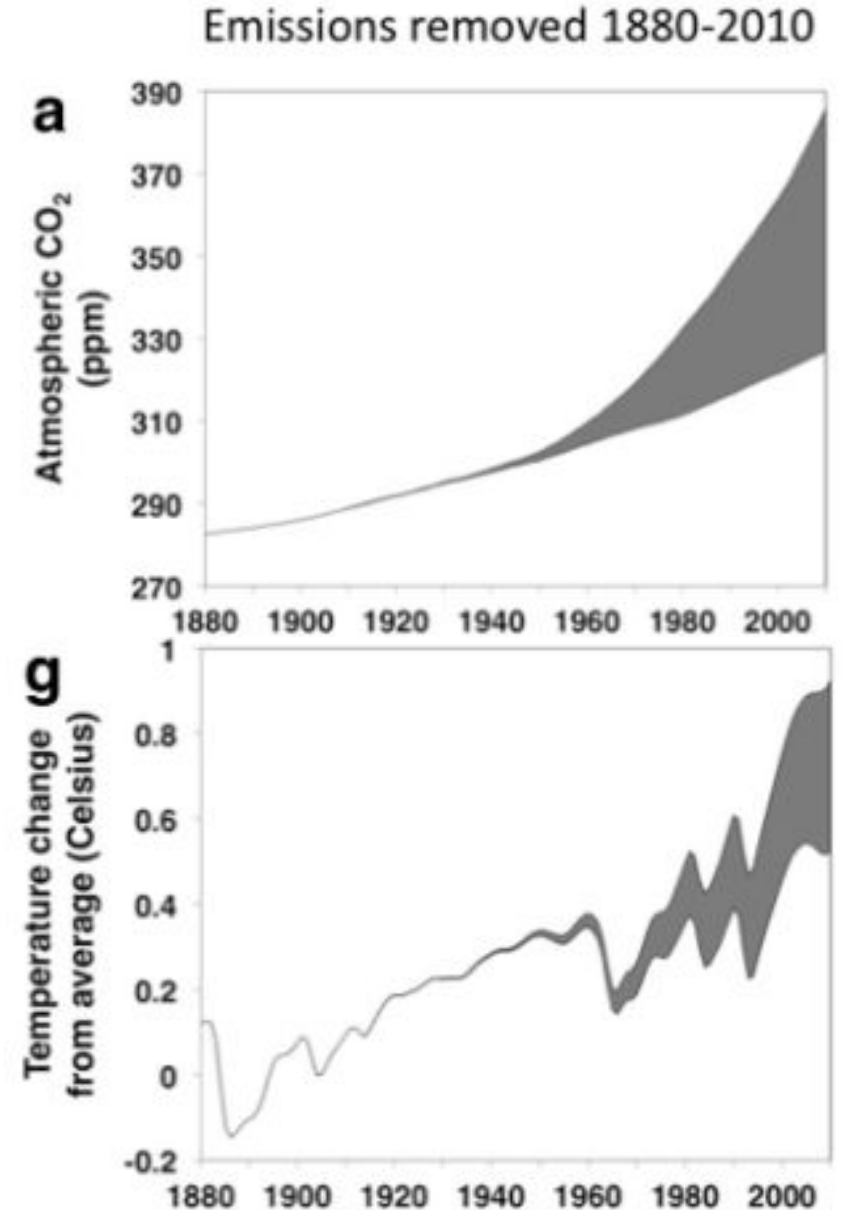 Emissions removed 1880-2010
a
Atmospheric CO₂
(ppm)
390
370
350
330
310
290
270
1880 1900 1920 1940 1960 1980 2000
g
Temperature change
from average (Celsius)
1
0.8
0.6
0.4
0.2
0
-0.2
1880 1900 1920 1940 1960 1980 2000